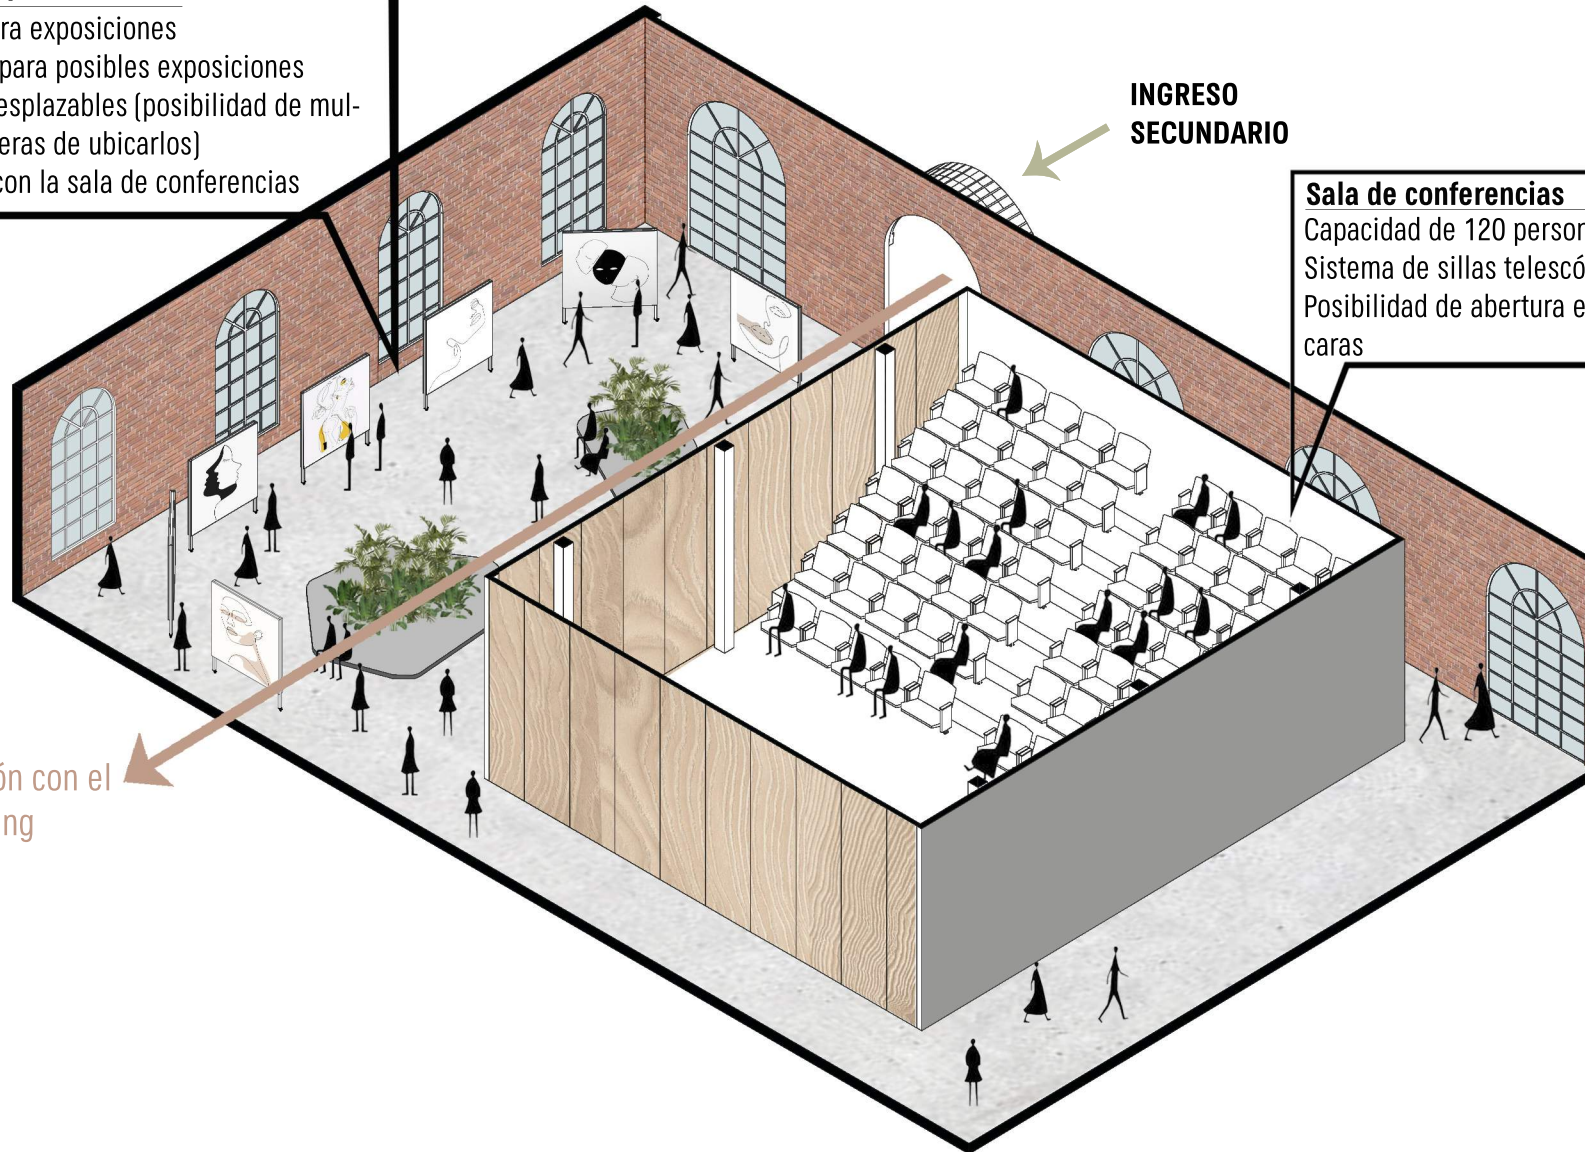 ra exposiciones
para posibles exposiciones
esplazables (posibilidad de mul-
eras de ubicarlos)
con la sala de conferencias
INGRESO
SECUNDARIO
Sala de conferencias
Capacidad de 120 person
Sistema de sillas telescó
Posibilidad de abertura e
caras
ón con el
ng